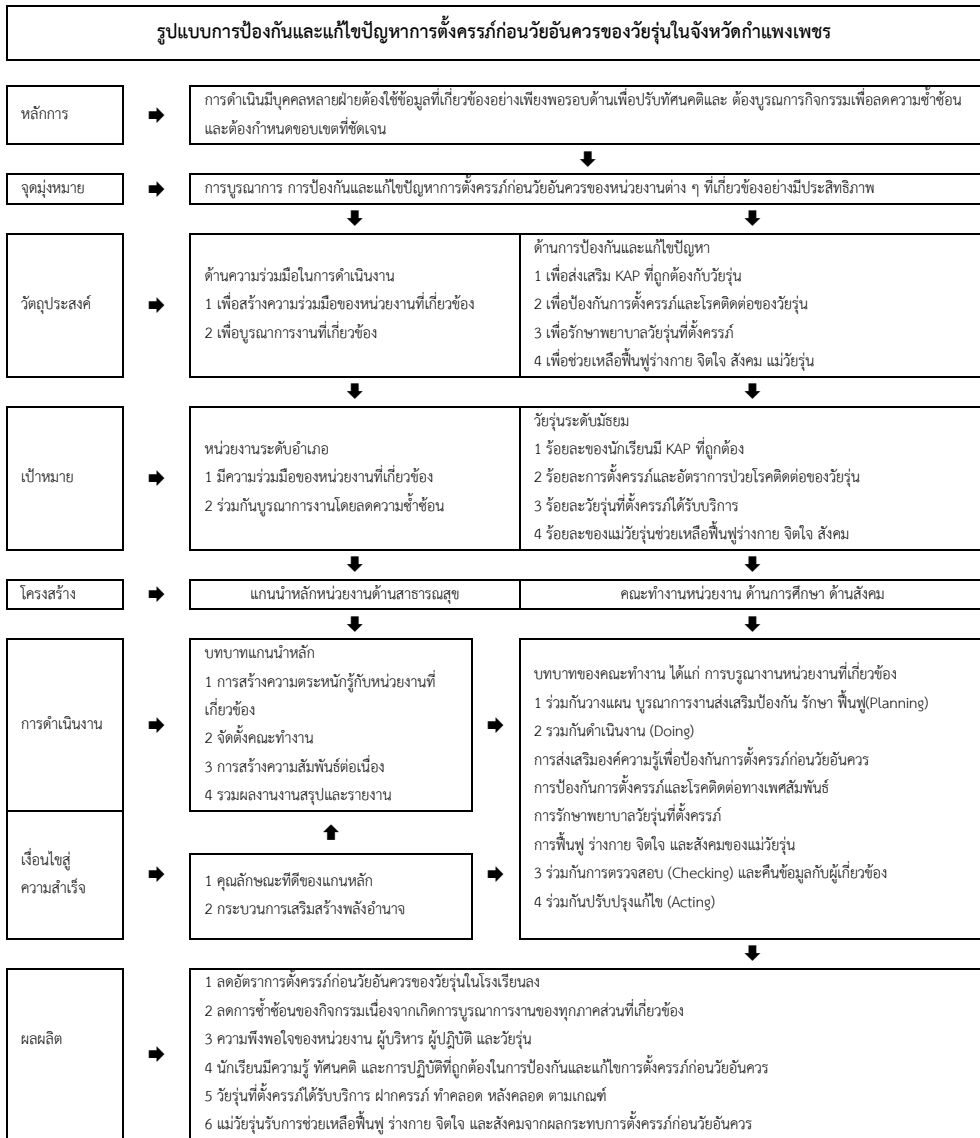 รูปแบบการป้องกันและแก้ไขปัญหาการตั้งครรภ์ก่อนวัยอันควรของวัยรุ่นในจังหวัดกำแพงเพชร
หลักการ
การดำเนินมีบุคคลหลายฝ่ายต้องใช้ข้อมูลที่เกี่ยวข้องอย่างเพียงพอรอบด้านเพื่อปรับทัศนคติและ ต้องบูรณการกิจกรรมเพื่อลดความซ้ำซ้อน
และต้องกำหนดขอบเขตที่ชัดเจน
จุดมุ่งหมาย
การบูรณาการ การป้องกันและแก้ไขปัญหาการตั้งครรภ์ก่อนวัยอันควรของหน่วยงานต่าง ๆ ที่เกี่ยวข้องอย่างมีประสิทธิภาพ
วัตถุประสงค์
ด้านความร่วมมือในการดำเนินงาน
1 เพื่อสร้างความร่วมมือของหน่วยงานที่เกี่ยวข้อง
2 เพื่อบูรณาการงานที่เกี่ยวข้อง
ด้านการป้องกันและแก้ไขปัญหา
1 เพื่อส่งเสริม KAP ที่ถูกต้องกับวัยรุ่น
2 เพื่อป้องกันการตั้งครรภ์และโรคติดต่อของวัยรุ่น
3 เพื่อรักษาพยาบาลวัยรุ่นที่ตั้งครรภ์
4 เพื่อช่วยเหลือฟื้นฟูร่างกาย จิตใจ สังคม แม่วัยรุ่น
เป้าหมาย
หน่วยงานระดับอำเภอ
1 มีความร่วมมือของหน่วยงานที่เกี่ยวข้อง
2 ร่วมกันบูรณาการงานโดยลดความซ้ำซ้อน
วัยรุ่นระดับมัธยม
1 ร้อยละของนักเรียนมี KAP ที่ถูกต้อง
2 ร้อยละการตั้งครรภ์และอัตราการป่วยโรคติดต่อของวัยรุ่น
3 ร้อยละวัยรุ่นที่ตั้งครรภ์ได้รับบริการ
4 ร้อยละของแม่วัยรุ่นช่วยเหลือฟื้นฟูร่างกาย จิตใจ สังคม
โครงสร้าง
แกนนำหลักหน่วยงานด้านสาธารณสุข
คณะทำงานหน่วยงาน ด้านการศึกษา ด้านสังคม
การดำเนินงาน
บทบาทแกนนำหลัก
1 การสร้างความตระหนักรู้กับหน่วยงานที่
เกี่ยวข้อง
2 จัดตั้งคณะทำงาน
3 การสร้างความสัมพันธ์ต่อเนื่อง
4 รวมผลงานงานสรุปและรายงาน
บทบาทของคณะทำงาน ได้แก่ การบรูณางานหน่วยงานที่เกี่ยวข้อง
1 ร่วมกันวางแผน บูรณาการงานส่งเสริมป้องกัน รักษา ฟื้นฟู(Planning)
2 รวมกันดำเนินงาน (Doing)
การส่งเสริมองค์ความรู้เพื่อป้องกันการตั้งครรภ์ก่อนวัยอันควร
การป้องกันการตั้งครรภ์และโรคติดต่อทางเพศสัมพันธ์
การรักษาพยาบาลวัยรุ่นที่ตั้งครรภ์
การฟื้นฟู ร่างกาย จิตใจ และสังคมของแม่วัยรุ่น
3 ร่วมกันการตรวจสอบ (Checking) และคืนข้อมูลกับผู้เกี่ยวข้อง
4 ร่วมกันปรับปรุงแก้ไข (Acting)
เงื่อนไขสู่
ความสำเร็จ
1 คุณลักษณะทีดีของแกนหลัก
2 กระบวนการเสริมสร้างพลังอำนาจ
ผลผลิต
1 ลดอัตราการตั้งครรภ์ก่อนวัยอันควรของวัยรุ่นในโรงเรียนลง
2 ลดการซ้ำซ้อนของกิจกรรมเนื่องจากเกิดการบูรณาการงานของทุกภาคส่วนที่เกี่ยวข้อง
3 ความพึงพอใจของหน่วยงาน ผู้บริหาร ผู้ปฏิบัติ และวัยรุ่น
4 นักเรียนมีความรู้ ทัศนคติ และการปฏิบัติที่ถูกต้องในการป้องกันและแก้ไขการตั้งครรภ์ก่อนวัยอันควร
5 วัยรุ่นที่ตั้งครรภ์ได้รับบริการ ฝากครรภ์ ทำคลอด หลังคลอด ตามเกณฑ์
6 แม่วัยรุ่นรับการช่วยเหลือฟื้นฟู ร่างกาย จิตใจ และสังคมจากผลกระทบการตั้งครรภ์ก่อนวัยอันควร